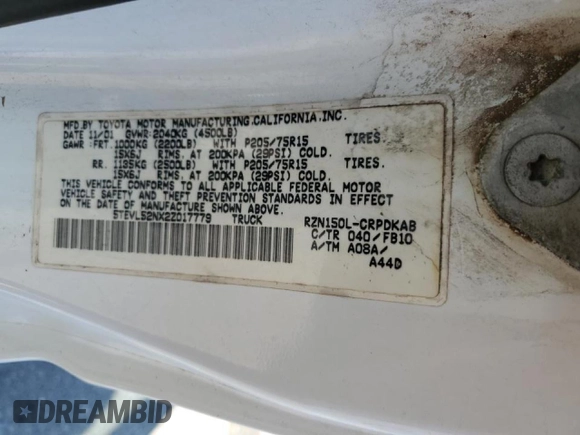 MFD. BY TOYOTA MOTOR MANUFACTURING.CALIFORNIA.INC.
DATE 11/01 GVWR:2040KG (4500LB)
GAWR: FRT. 1000KG (2200LB) WITH P205/75R15 TIRES.
15X6J RIMS. AT 200KPA (29PSI) COLD.
RR. 1135KG (2500LB) WITH P205/75R15 TIRES.
15X6J RIMS. AT 200KPA (29PSI) COLD.
THIS VEHICLE CONFORMS TO ALL APPLICABLE FEDERAL MOTOR
VEHICLE SAFETY AND THEFT PREVENTION STANDARDS IN EFFECT
ON THE DATE OF MANUFACTURE SHOWN ABOVE.
5TEVL52NX2Z017779 TRUCK RZN150L-CRPDKAB
C/TR 040/FB10
A/TM A08A/
A44D
DREAMBID